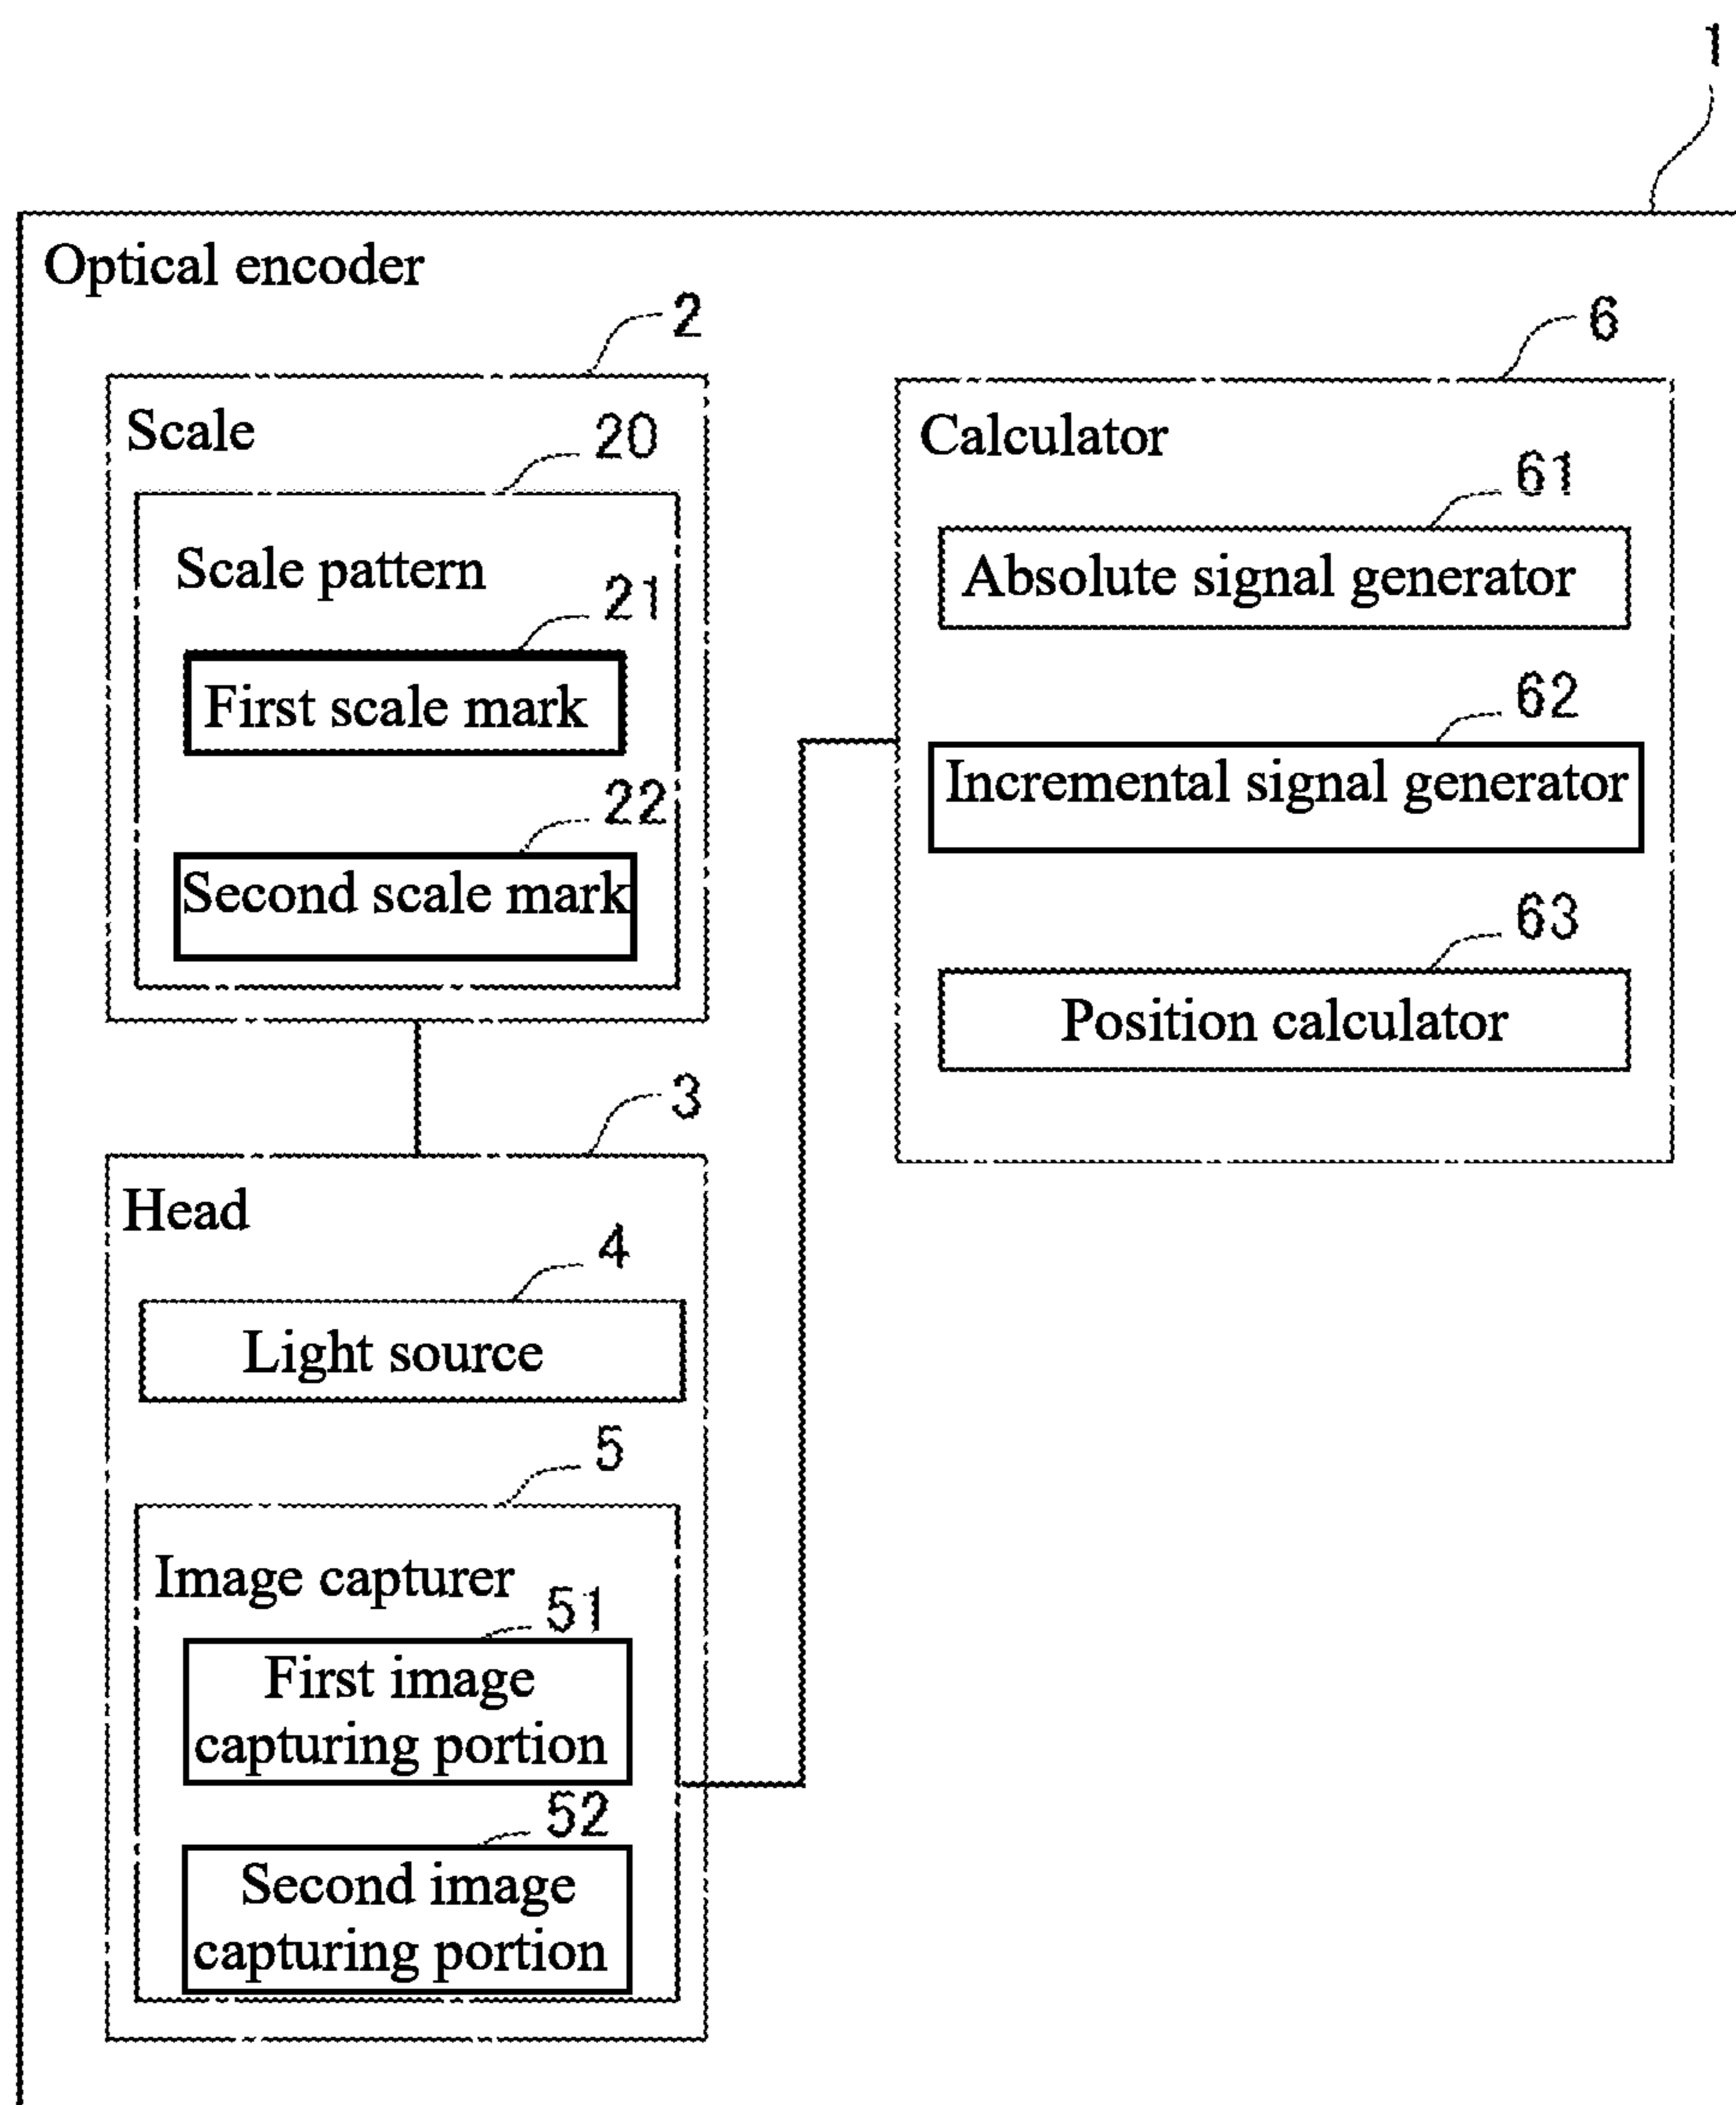 1
Optical encoder
2
Scale
20
Scale pattern
21
First scale mark
22
Second scale mark
3
Head
4
Light source
5
Image capturer
51
First image
capturing portion
52
Second image
capturing portion
6
Calculator
61
Absolute signal generator
62
Incremental signal generator
63
Position calculator